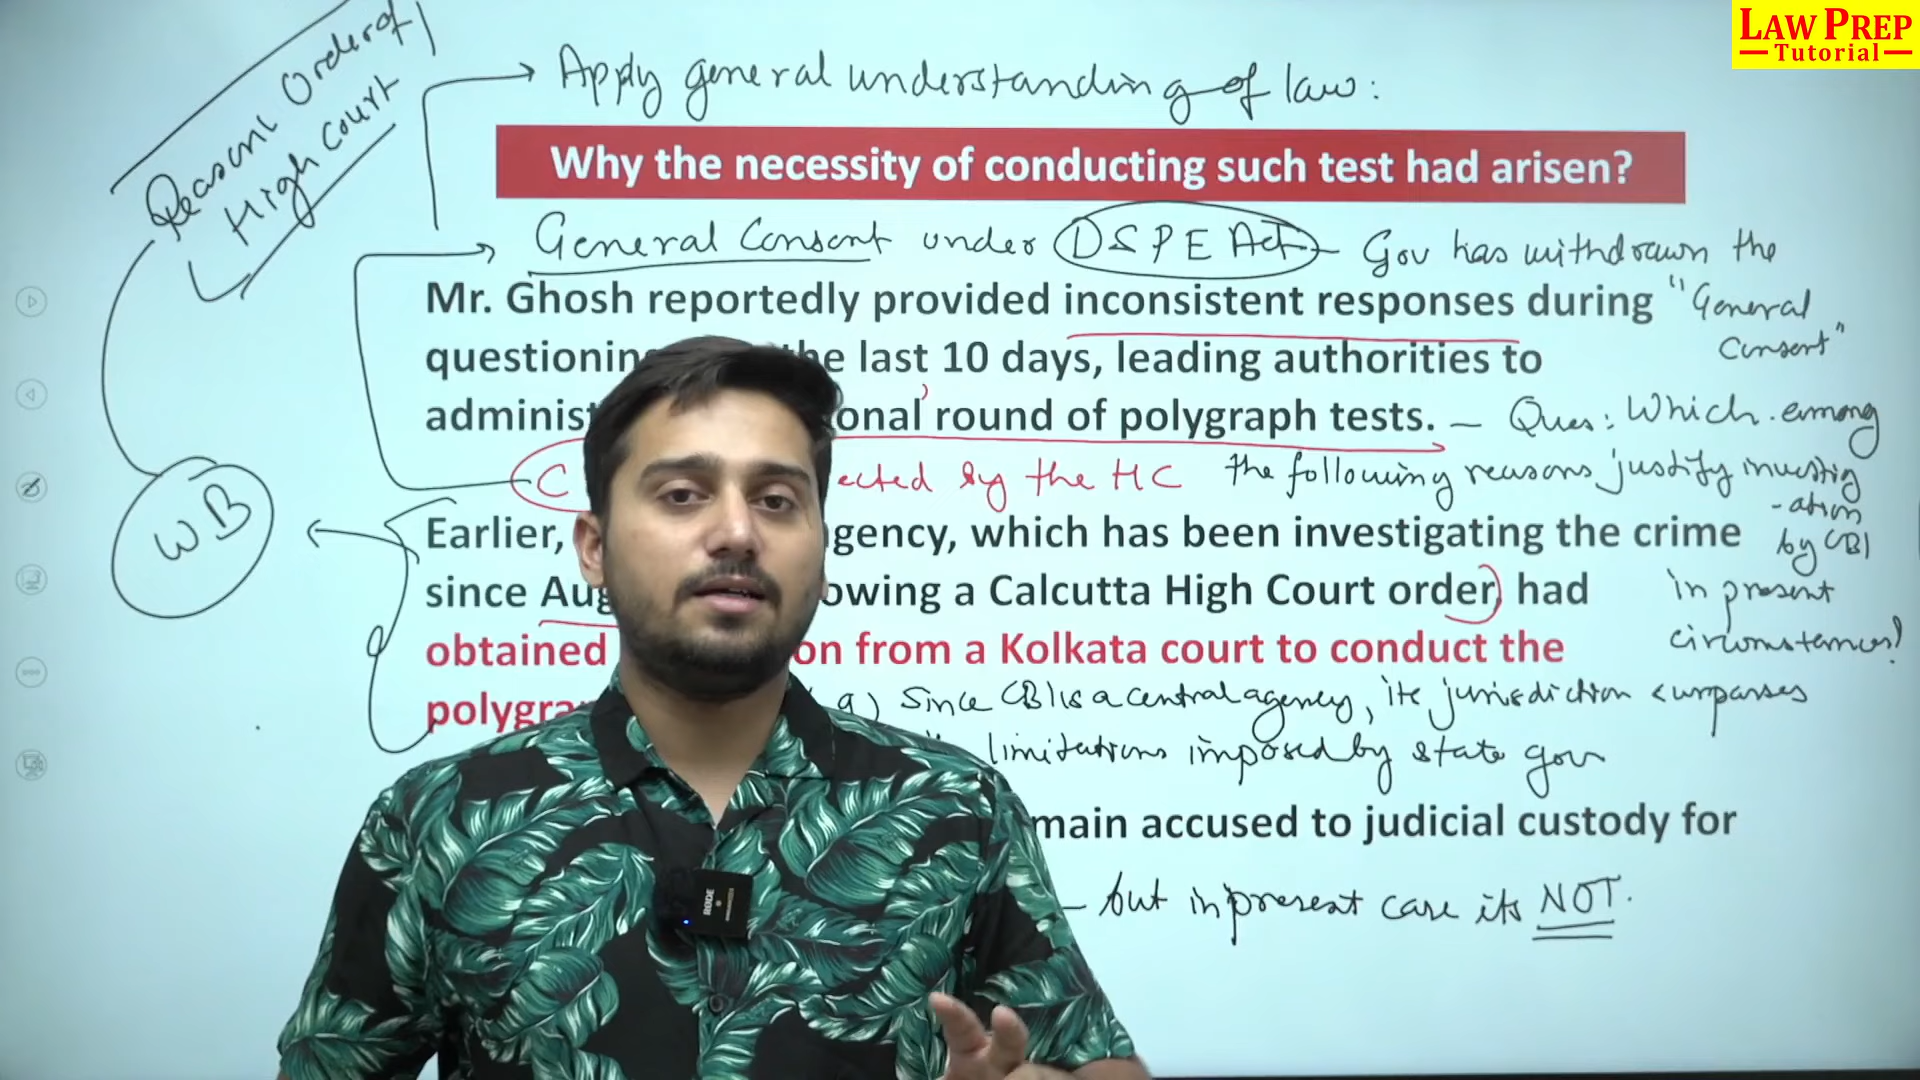 LAW PREP
Tutorial
Reason: Order of
High Court
Apply general understanding of law:
Why the necessity of conducting such test had arisen?
General Consent under DSPE Act - Gov has withdrawn the
"General
Consent"
Mr. Ghosh reportedly provided inconsistent responses during
questionin he last 10 days, leading authorities to
administ onal round of polygraph tests.
- Ques: Which among
the following reasons justify investig
-ation
by CBI
in present
circumstances?
C ected by the HC
WB
Earlier, gency, which has been investigating the crime
since Aug owing a Calcutta High Court order, had
obtained on from a Kolkata court to conduct the
polygra
a) Since CBI is a central agency, its jurisdiction surpasses
limitations imposed by state gov
main accused to judicial custody for
- but in present case its NOT.
RODE